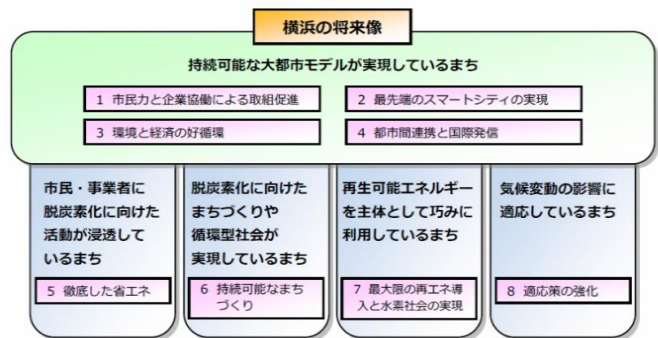 横浜の将来像
持続可能な大都市モデルが実現しているまち
1 市民力と企業協働による取組促進
2 最先端のスマートシティの実現
3 環境と経済の好循環
4 都市間連携と国際発信
市民・事業者に
脱炭素化に向けた
活動が浸透して
いるまち
5 徹底した省エネ
脱炭素化に向けた
まちづくりや
循環型社会が
実現しているまち
6 持続可能なまち
づくり
再生可能エネルギー
を主体として巧みに
利用しているまち
7 最大限の再エネ導
入と水素社会の実現
気候変動の影響に
適応しているまち
8 適応策の強化